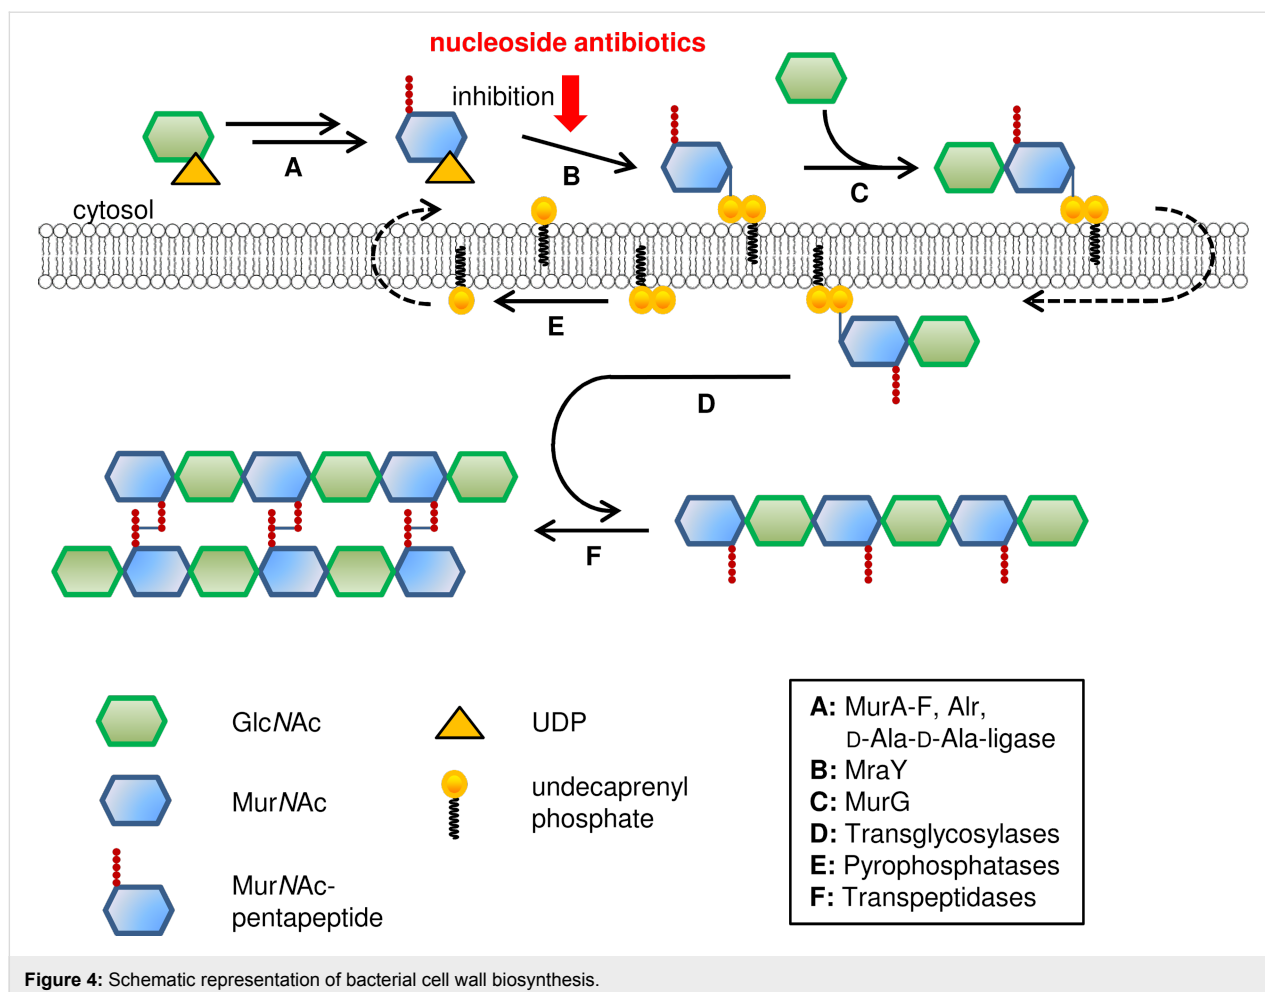 nucleoside antibiotics
inhibition
A
B
C
cytosol
E
D
F
GlcNAc
UDP
MurNAc
undecaprenyl
phosphate
MurNAc-
pentapeptide
A: MurA-F, Alr,
D-Ala-D-Ala-ligase
B: MraY
C: MurG
D: Transglycosylases
E: Pyrophosphatases
F: Transpeptidases
Figure 4: Schematic representation of bacterial cell wall biosynthesis.